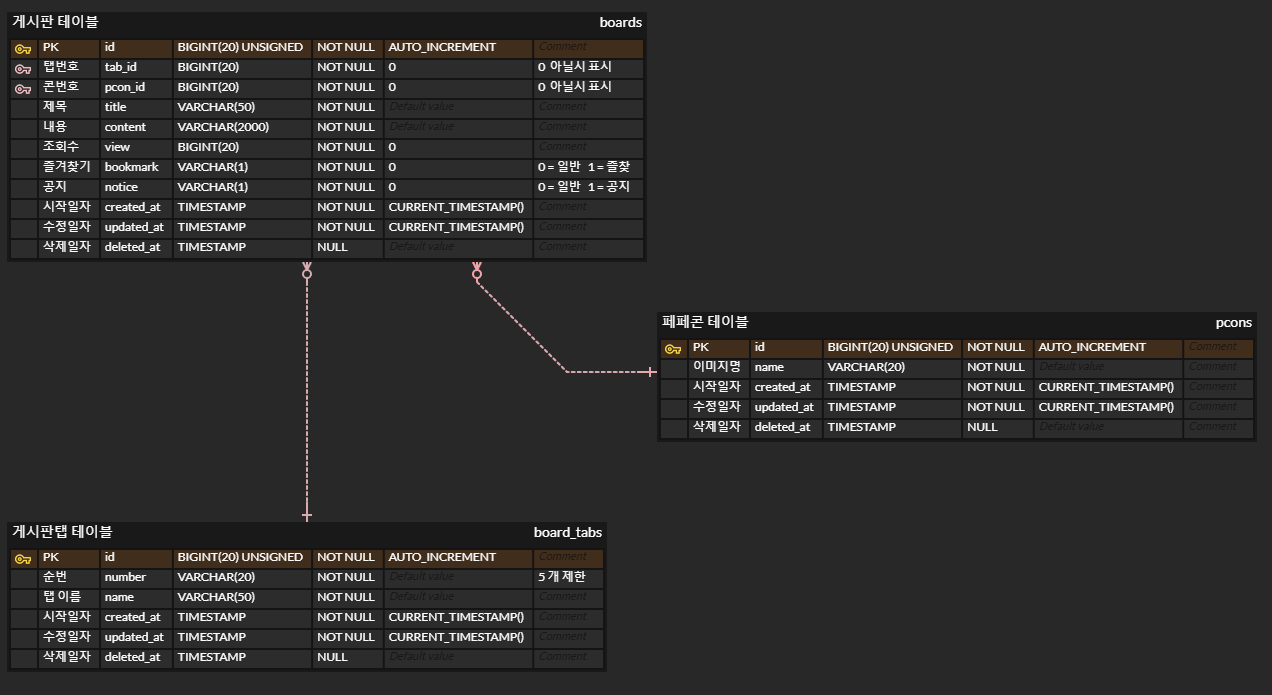 게시판 테이블 boards
PK id BIGINT(20) UNSIGNED NOT NULL AUTO_INCREMENT Comment
탭번호 tab_id BIGINT(20) NOT NULL 0 0 아닐시 표시
콘번호 pcon_id BIGINT(20) NOT NULL 0 0 아닐시 표시
제목 title VARCHAR(50) NOT NULL Default value Comment
내용 content VARCHAR(2000) NOT NULL Default value Comment
조회수 view BIGINT(20) NOT NULL 0 Comment
즐겨찾기 bookmark VARCHAR(1) NOT NULL 0 0 = 일반 1 = 즐찾
공지 notice VARCHAR(1) NOT NULL 0 0 = 일반 1 = 공지
시작일자 created_at TIMESTAMP NOT NULL CURRENT_TIMESTAMP() Comment
수정일자 updated_at TIMESTAMP NOT NULL CURRENT_TIMESTAMP() Comment
삭제일자 deleted_at TIMESTAMP NULL Default value Comment
페페콘 테이블 pcons
PK id BIGINT(20) UNSIGNED NOT NULL AUTO_INCREMENT Comment
이미지명 name VARCHAR(20) NOT NULL Default value Comment
시작일자 created_at TIMESTAMP NOT NULL CURRENT_TIMESTAMP() Comment
수정일자 updated_at TIMESTAMP NOT NULL CURRENT_TIMESTAMP() Comment
삭제일자 deleted_at TIMESTAMP NULL Default value Comment
게시판탭 테이블 board_tabs
PK id BIGINT(20) UNSIGNED NOT NULL AUTO_INCREMENT Comment
순번 number VARCHAR(20) NOT NULL Default value 5개 제한
탭 이름 name VARCHAR(50) NOT NULL Default value Comment
시작일자 created_at TIMESTAMP NOT NULL CURRENT_TIMESTAMP() Comment
수정일자 updated_at TIMESTAMP NOT NULL CURRENT_TIMESTAMP() Comment
삭제일자 deleted_at TIMESTAMP NULL Default value Comment